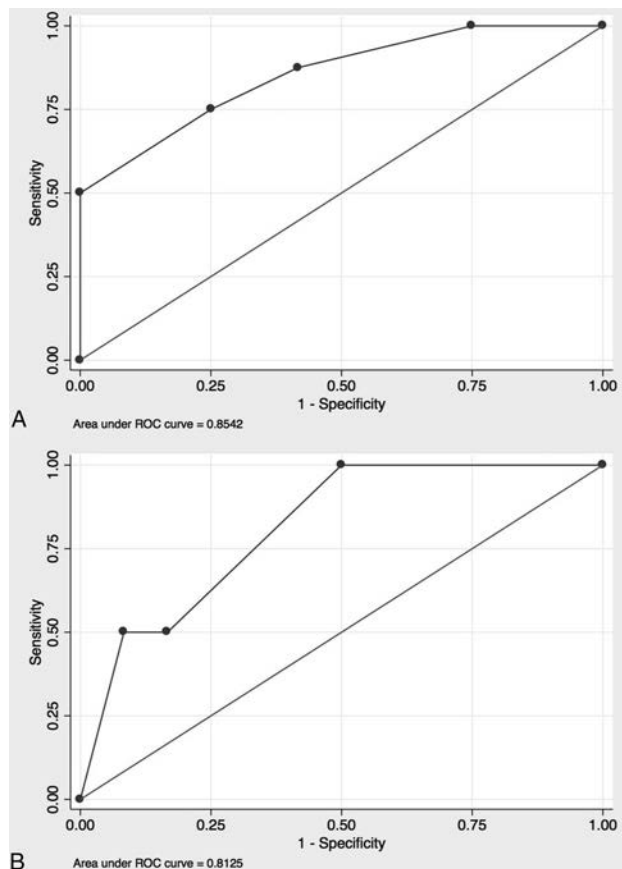 1.00
0.75
Sensitivity
0.50
0.25
0.00
0.00 0.25 0.50 0.75 1.00
1 - Specificity
A
Area under ROC curve = 0.8542
1.00
0.75
Sensitivity
0.50
0.25
0.00
0.00 0.25 0.50 0.75 1.00
1 - Specificity
B
Area under ROC curve = 0.8125